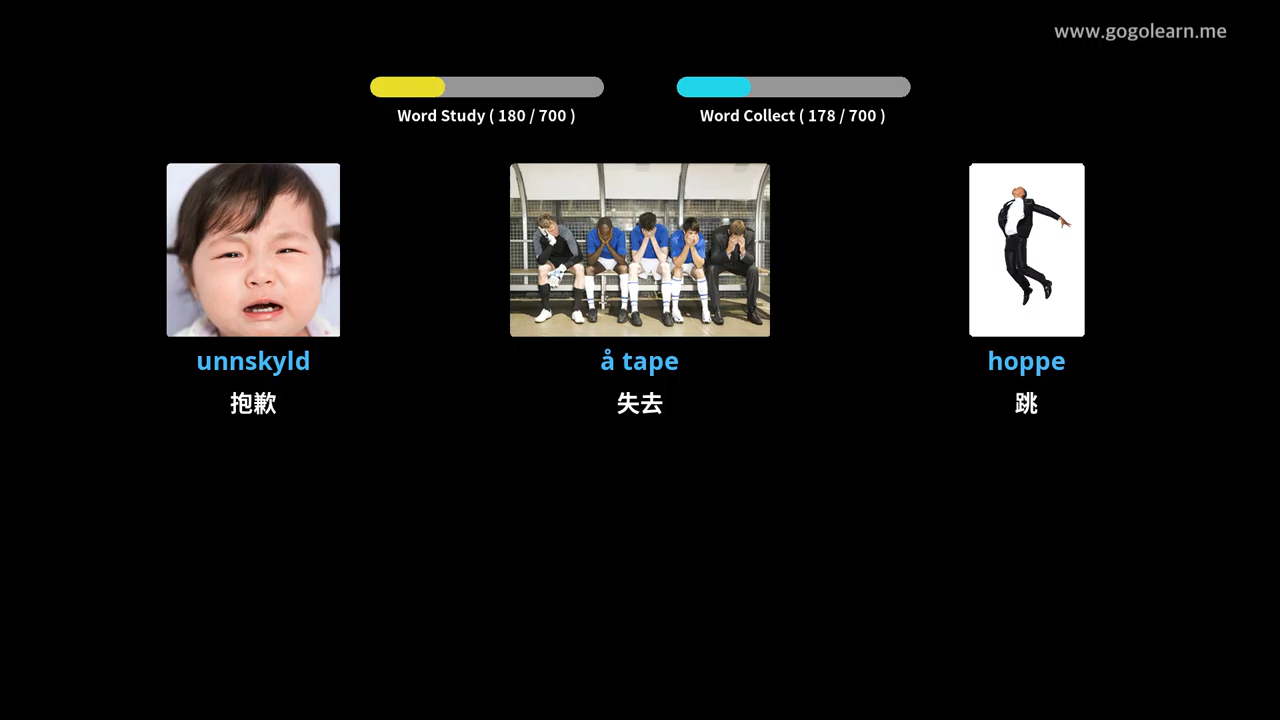 www.gogolearn.me
Word Study ( 180 / 700 )
Word Collect ( 178 / 700 )
unnskyld
å tape
hoppe
抱歉
失去
跳